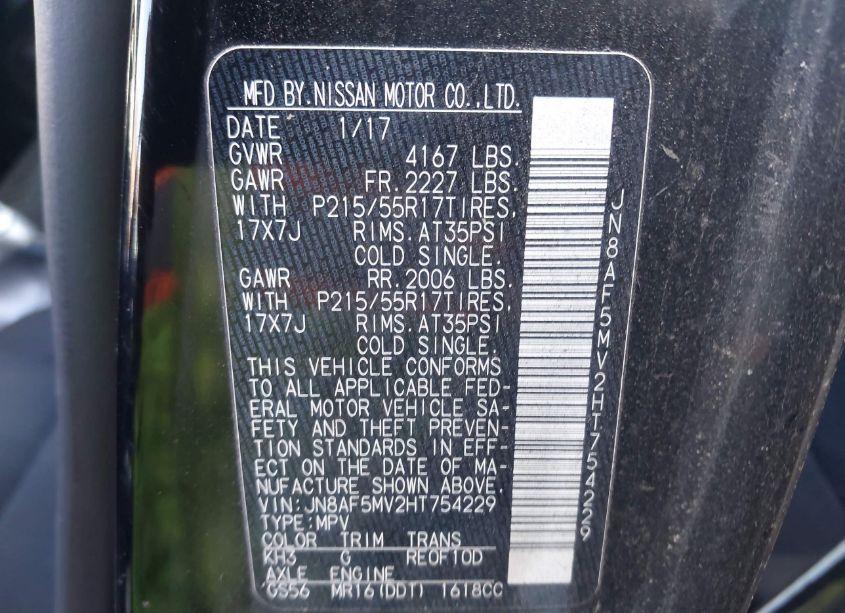 MFD BY.NISSAN MOTOR CO.,LTD.
DATE 1/17
GVWR 4167 LBS.
GAWR FR.2227 LBS.
WITH P215/55R17TIRES,
17X7J RIMS.AT35PSI
COLD SINGLE.
GAWR RR.2006 LBS.
WITH P215/55R17TIRES,
17X7J RIMS.AT35PSI
COLD SINGLE.
THIS VEHICLE CONFORMS
TO ALL APPLICABLE FED-
ERAL MOTOR VEHICLE SA-
FETY AND THEFT PREVEN-
TION STANDARDS IN EFF-
ECT ON THE DATE OF MA-
NUFACTURE SHOWN ABOVE.
VIN:JN8AF5MV2HT754229
TYPE:MPV
COLOR TRIM TRANS
KH3 G RE0F10D
AXLE ENGINE
GS56 MR16(DDT) 1618CC
JN8AF5MV2HT754229